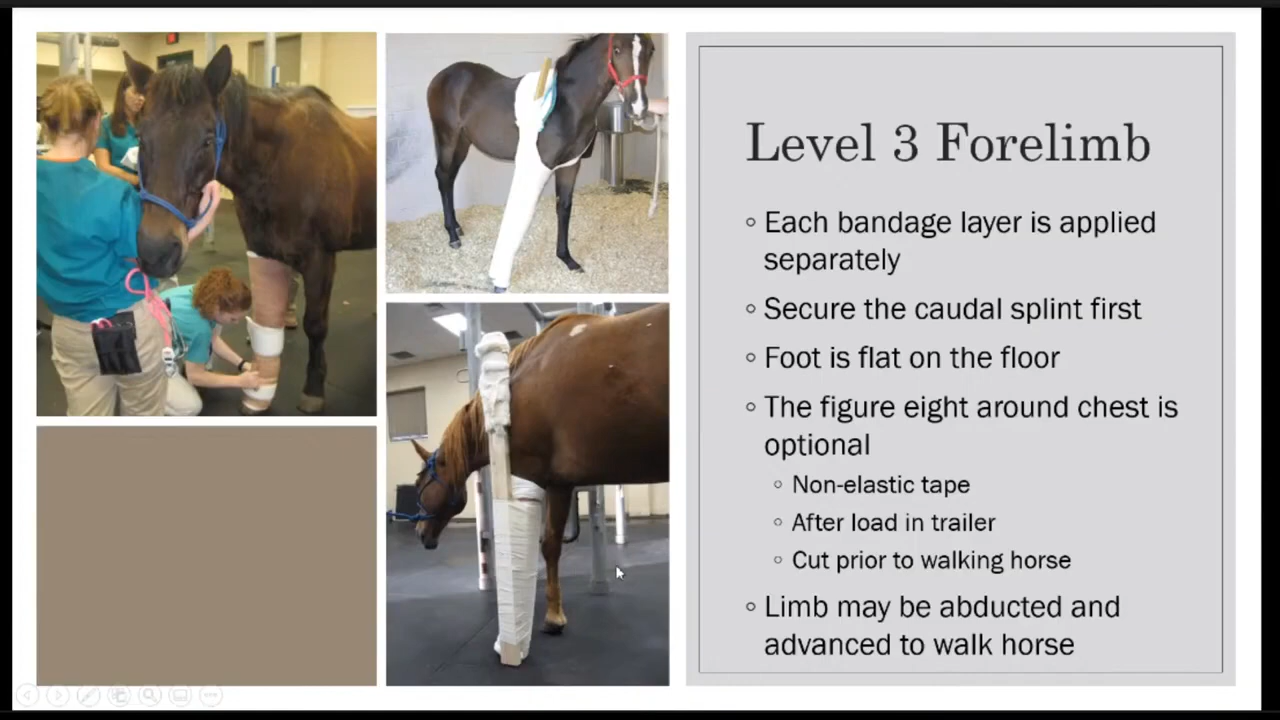 Level 3 Forelimb
◦ Each bandage layer is applied
separately
◦ Secure the caudal splint first
◦ Foot is flat on the floor
◦ The figure eight around chest is
optional
◦ Non-elastic tape
◦ After load in trailer
◦ Cut prior to walking horse
◦ Limb may be abducted and
advanced to walk horse